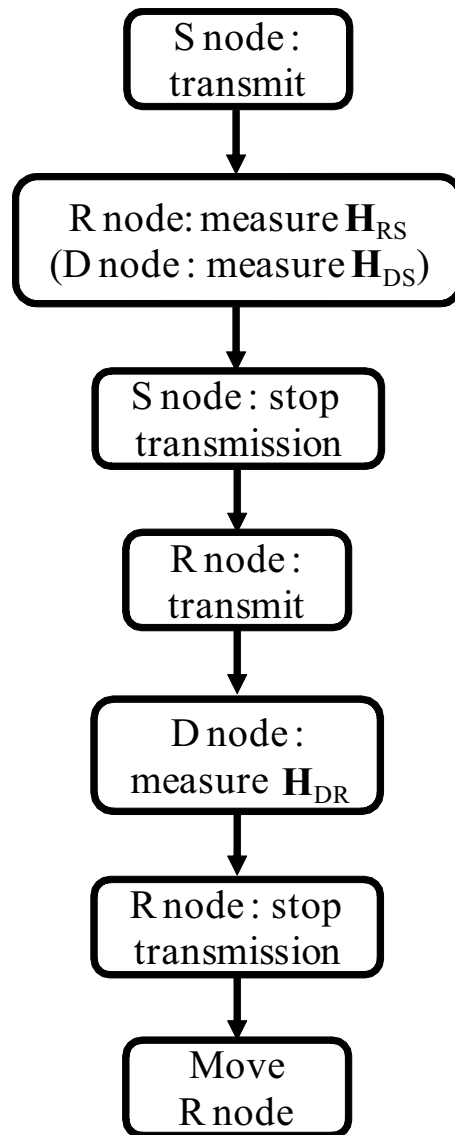 S node :
transmit
R node: measure H_RS
(D node : measure H_DS)
S node : stop
transmission
R node :
transmit
D node :
measure H_DR
R node : stop
transmission
Move
R node